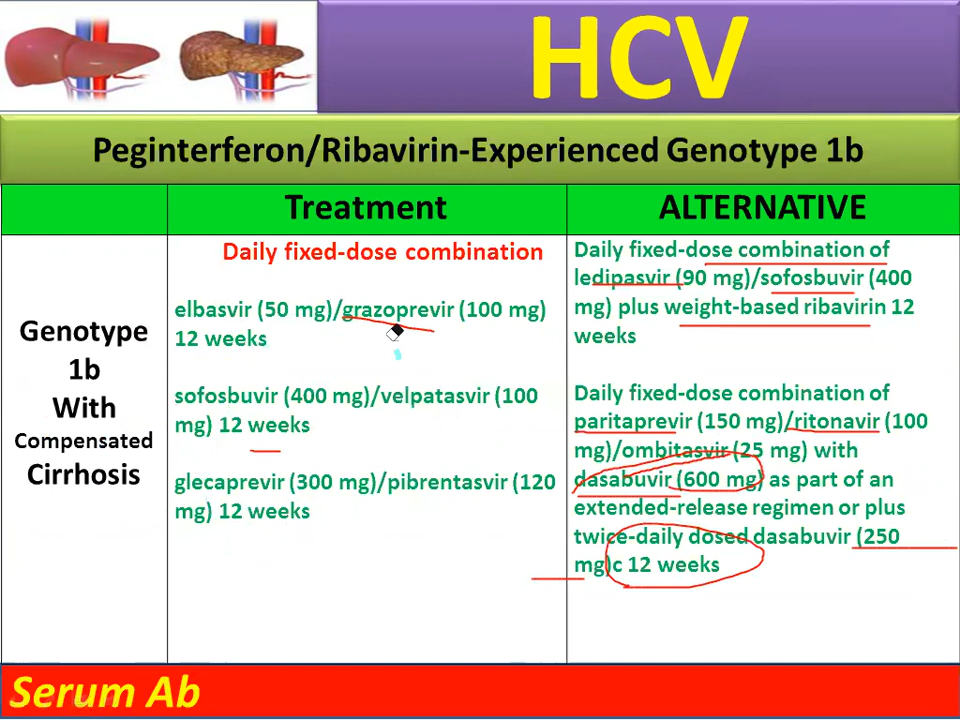 HCV
Peginterferon/Ribavirin-Experienced Genotype 1b
Treatment
ALTERNATIVE
Genotype
1b
With
Compensated
Cirrhosis
Daily fixed-dose combination
elbasvir (50 mg)/grazoprevir (100 mg)
12 weeks
sofosbuvir (400 mg)/velpatasvir (100
mg) 12 weeks
glecaprevir (300 mg)/pibrentasvir (120
mg) 12 weeks
Daily fixed-dose combination of
ledipasvir (90 mg)/sofosbuvir (400
mg) plus weight-based ribavirin 12
weeks
Daily fixed-dose combination of
paritaprevir (150 mg)/ritonavir (100
mg)/ombitasvir (25 mg) with
dasabuvir (600 mg) as part of an
extended-release regimen or plus
twice-daily dosed dasabuvir (250
mg)c 12 weeks
Serum Ab